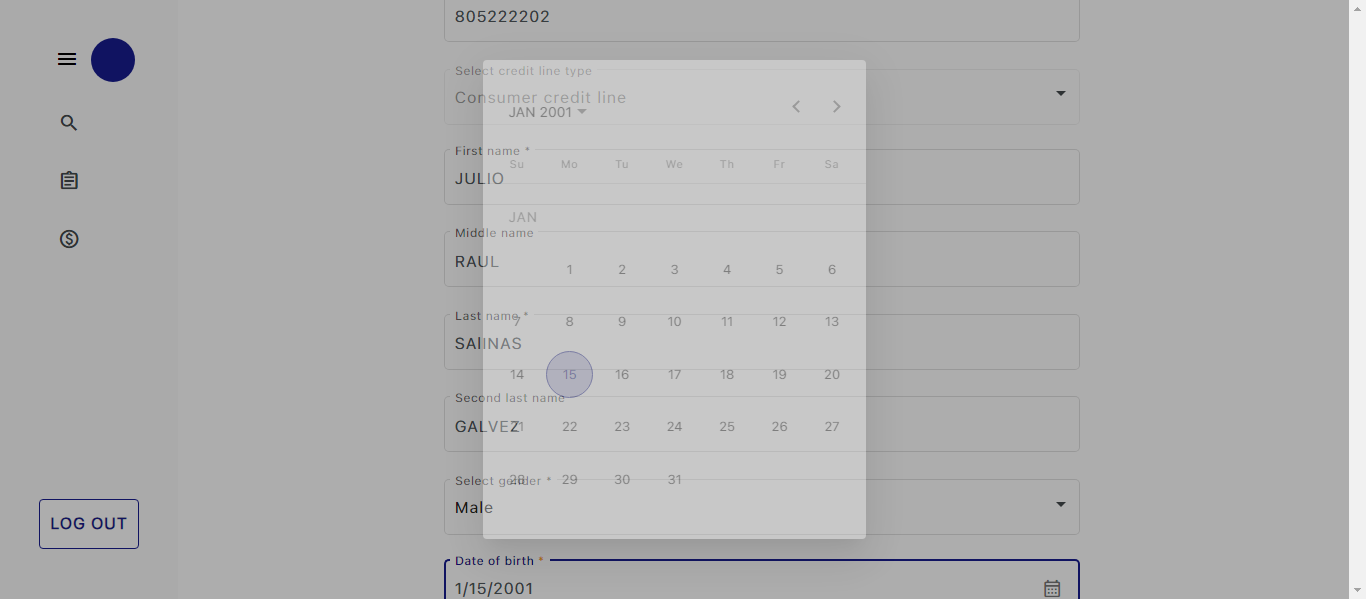 805222202
Select credit line type
Consumer credit line
JAN 2001
First name *
Su Mo Tu We Th Fr Sa
JULIO
JAN
Middle name
RAUL
1 2 3 4 5 6
Last name *
7 8 9 10 11 12 13
SAlINAS
14 15 16 17 18 19 20
Second last name
GALVEZ
21 22 23 24 25 26 27
Select gender *
28 29 30 31
Male
LOG OUT
Date of birth *
1/15/2001